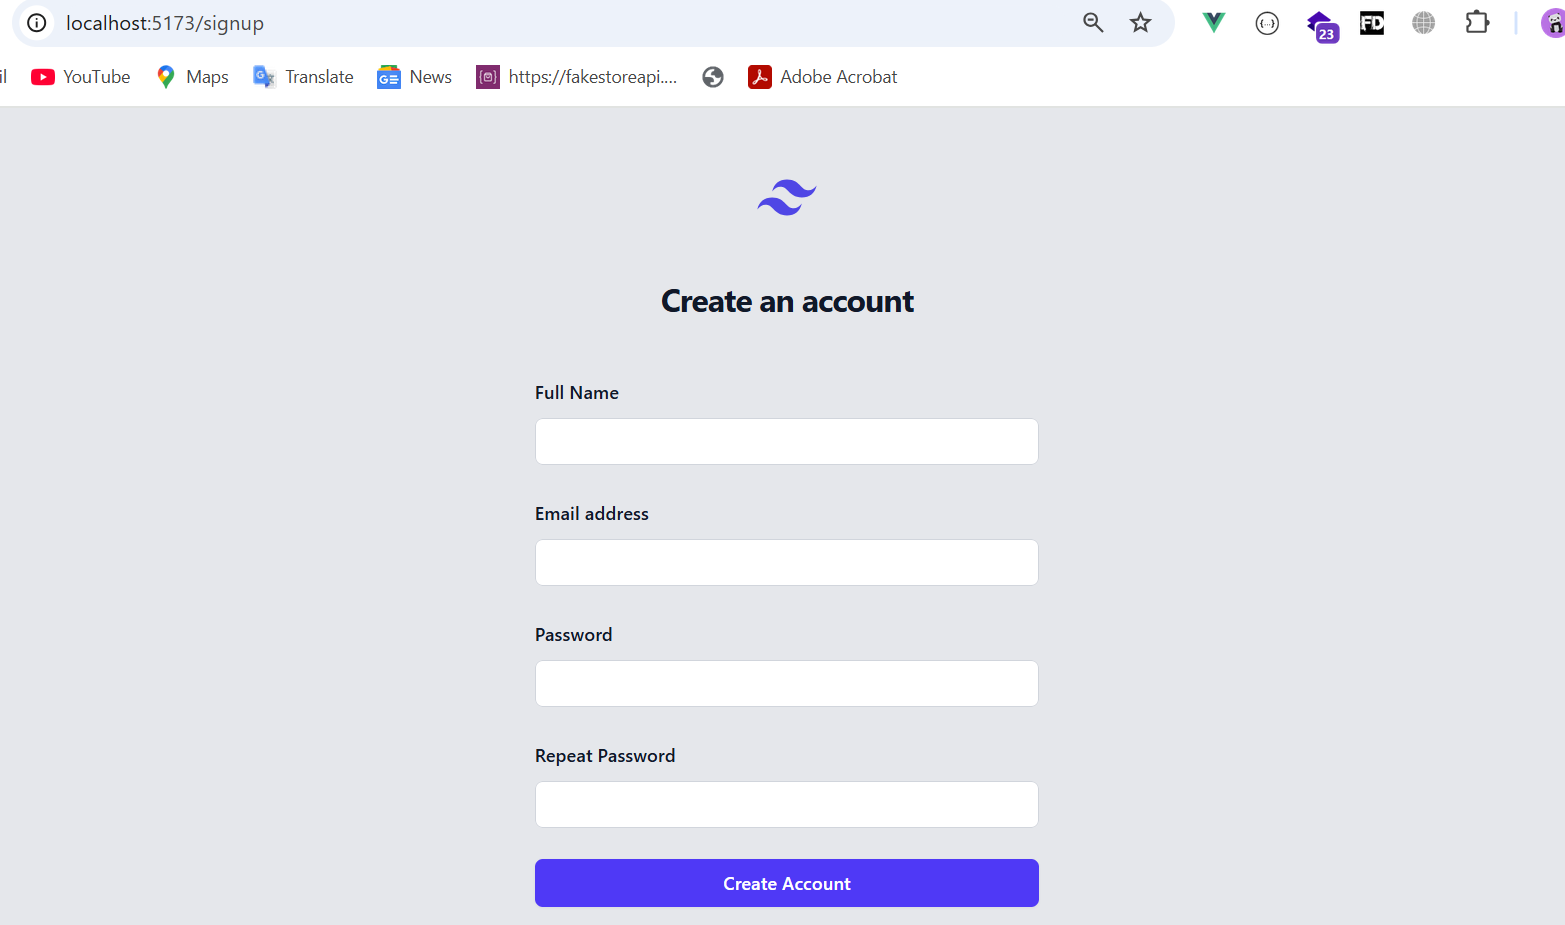 localhost:5173/signup
23
FD
il YouTube Maps Translate News https://fakestoreapi.... Adobe Acrobat
Create an account
Full Name
Email address
Password
Repeat Password
Create Account